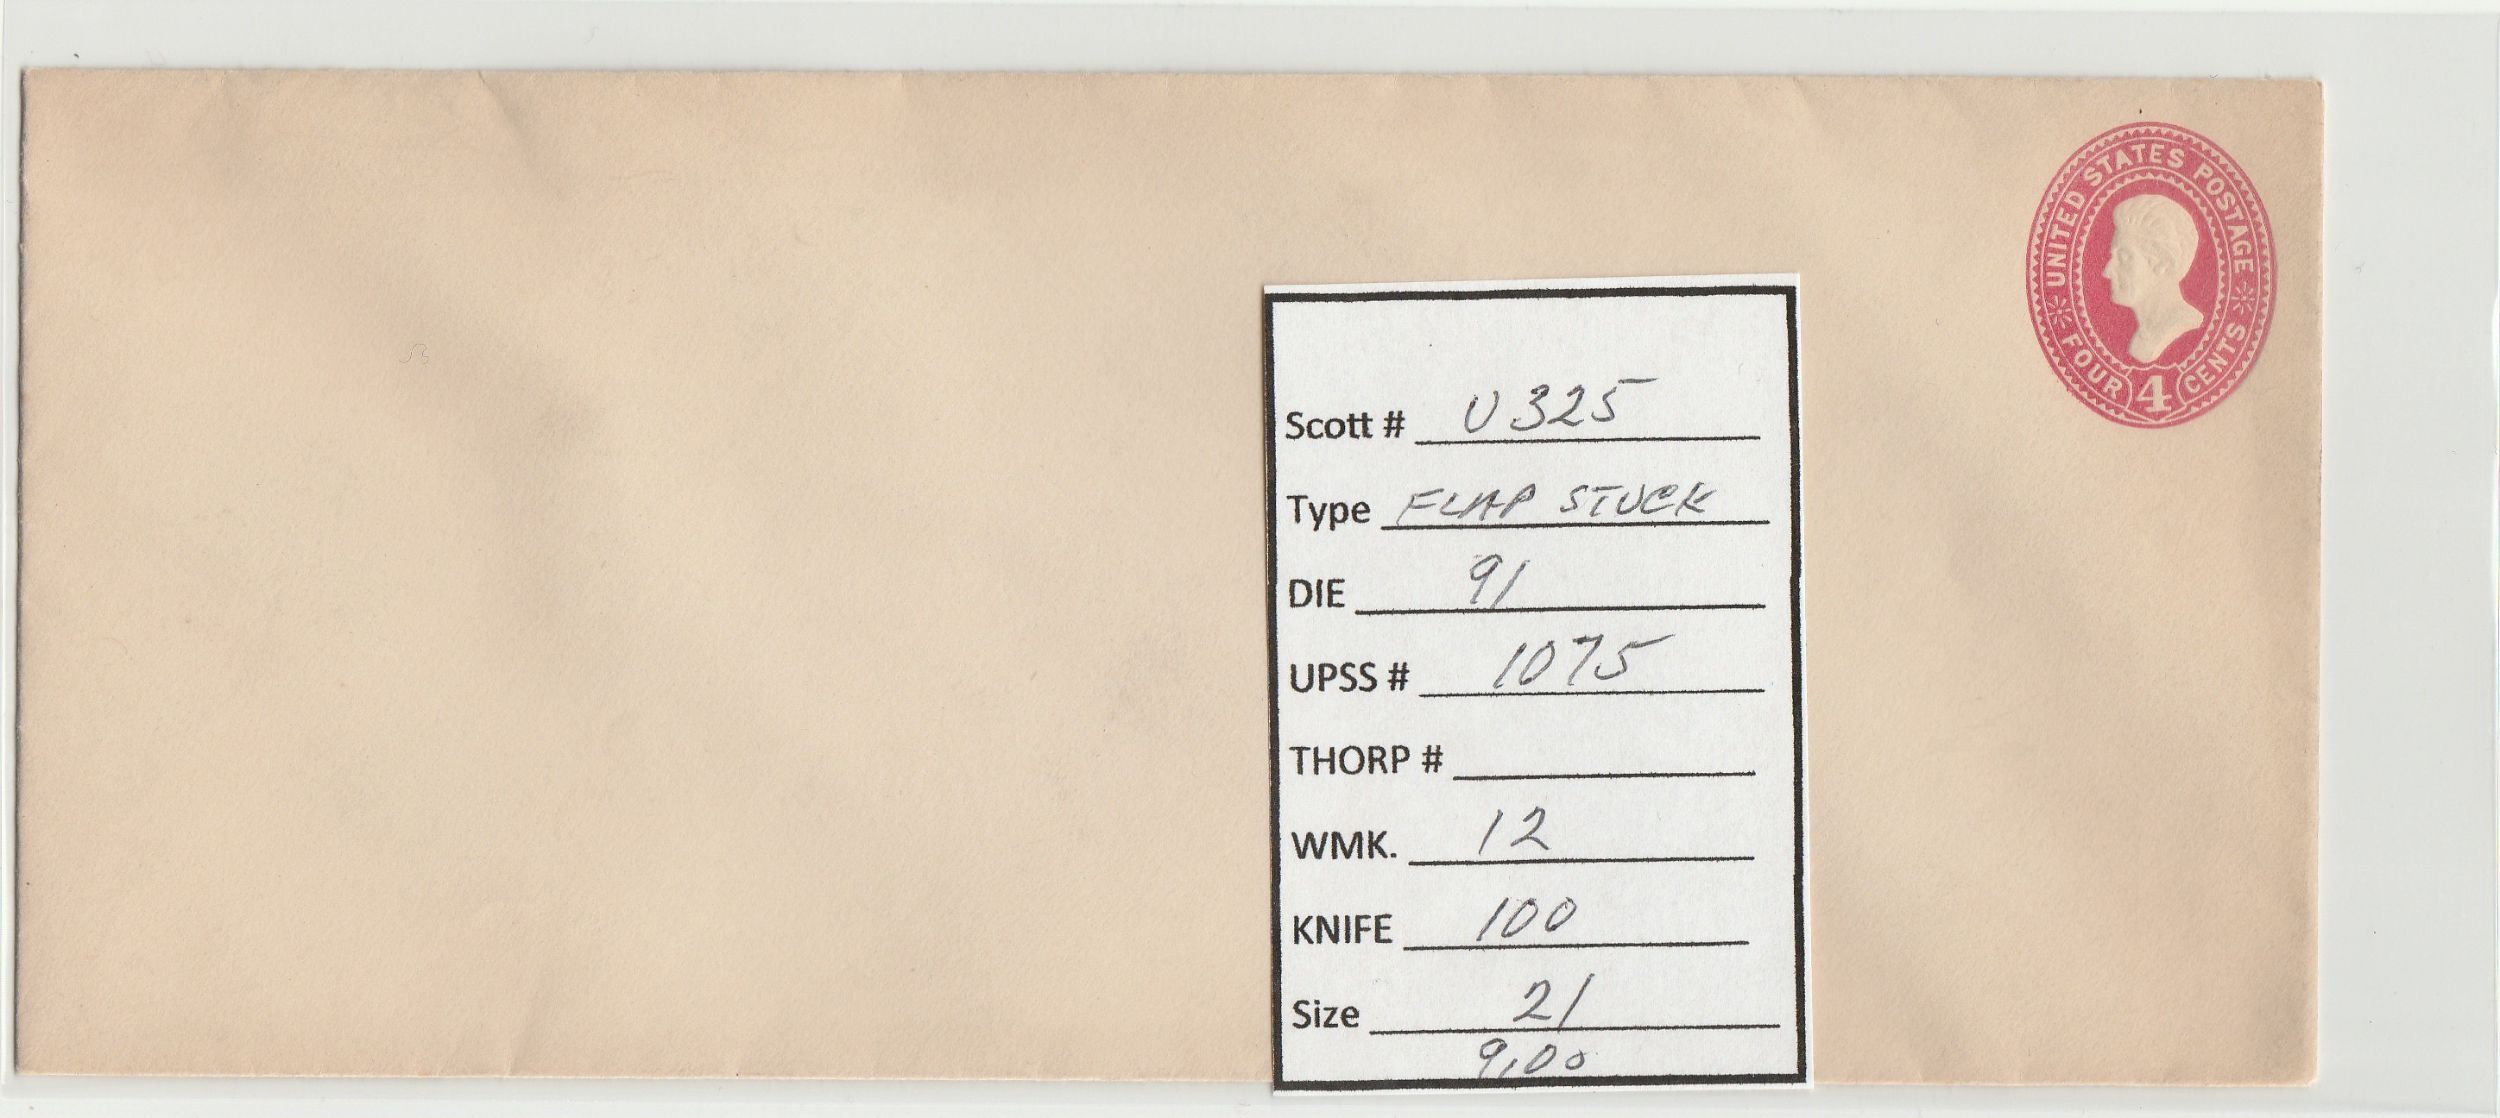 UNITED STATES POSTAGE
FOUR 4 CENTS
Scott # U325
Type FLAP STUCK
DIE 91
UPSS # 1075
THORP #
WMK. 12
KNIFE 100
Size 21
9.00